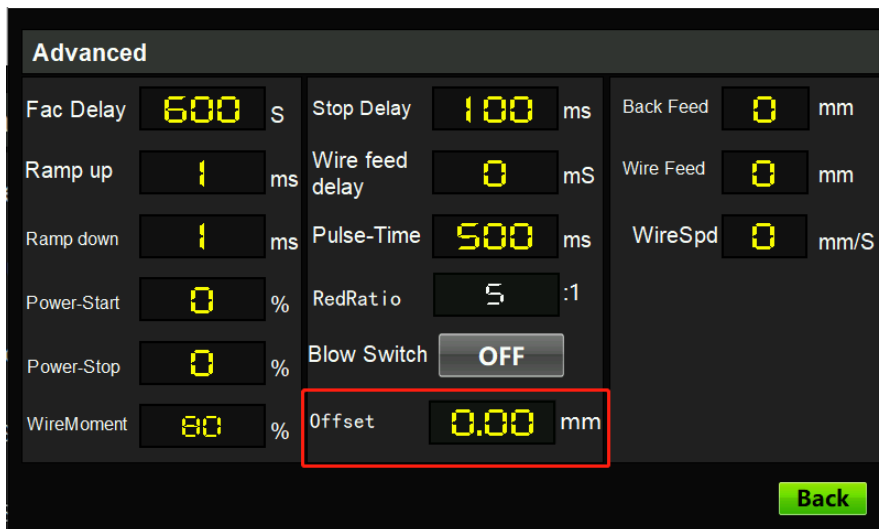 Advanced
Fac Delay 600 S
Ramp up 1 ms
Ramp down 1 ms
Power-Start 0 %
Power-Stop 0 %
WireMoment 80 %
Stop Delay 100 ms
Wire feed
delay 0 mS
Pulse-Time 500 ms
RedRatio 5 :1
Blow Switch OFF
Offset 0.00 mm
Back Feed 0 mm
Wire Feed 0 mm
WireSpd 0 mm/S
Back